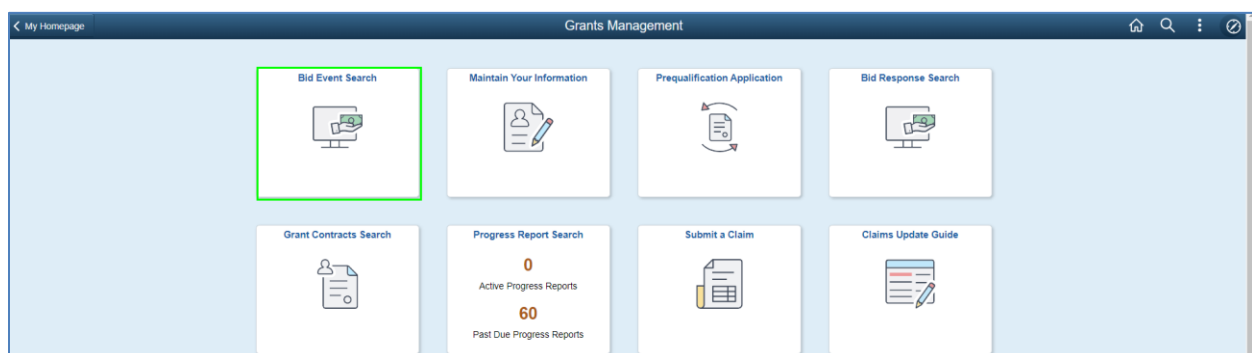 My Homepage
Grants Management
Bid Event Search
Maintain Your Information
Prequalification Application
Bid Response Search
Grant Contracts Search
Progress Report Search
0
Active Progress Reports
60
Past Due Progress Reports
Submit a Claim
Claims Update Guide